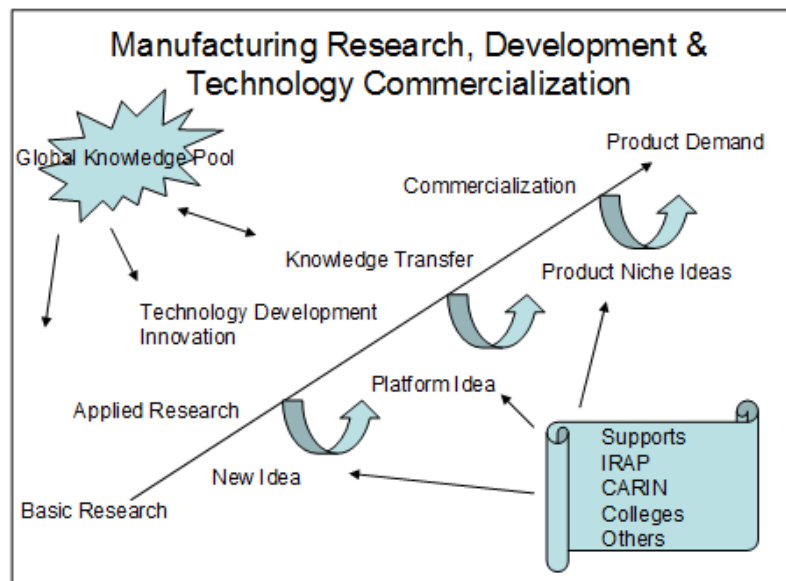 Manufacturing Research, Development &
Technology Commercialization
Global Knowledge Pool
Product Demand
Commercialization
Knowledge Transfer
Product Niche Ideas
Technology Development
Innovation
Platform Idea
Applied Research
New Idea
Basic Research
Supports
IRAP
CARIN
Colleges
Others